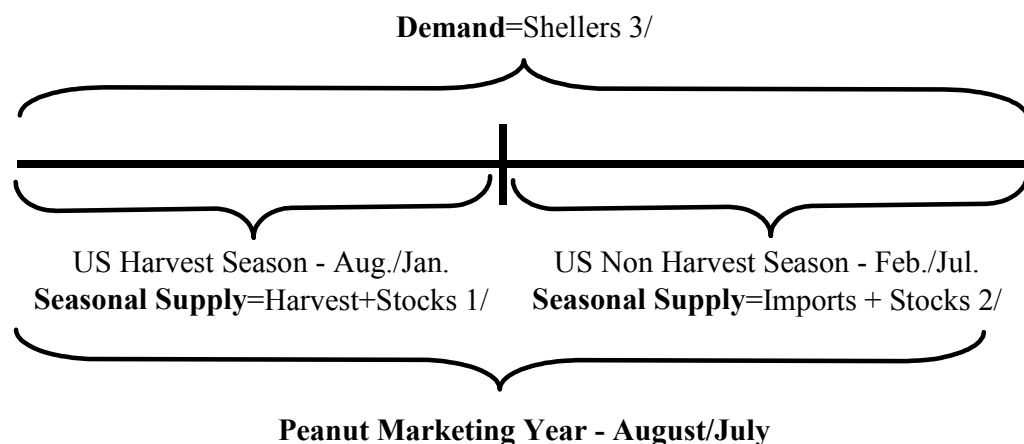 Demand=Shellers 3/
US Harvest Season - Aug./Jan.
Seasonal Supply=Harvest+Stocks 1/
US Non Harvest Season - Feb./Jul.
Seasonal Supply=Imports + Stocks 2/
Peanut Marketing Year - August/July